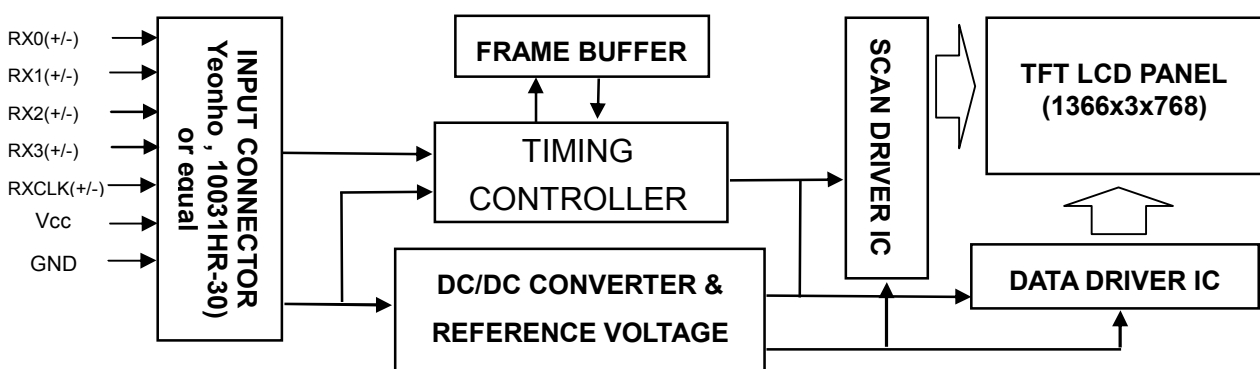 RX0(+/-)
RX1(+/-)
RX2(+/-)
RX3(+/-)
RXCLK(+/-)
Vcc
GND
INPUT CONNECTOR
Yeonho , 10031HR-30)
or equal
FRAME BUFFER
TIMING
CONTROLLER
DC/DC CONVERTER &
REFERENCE VOLTAGE
SCAN DRIVER IC
TFT LCD PANEL
(1366x3x768)
DATA DRIVER IC